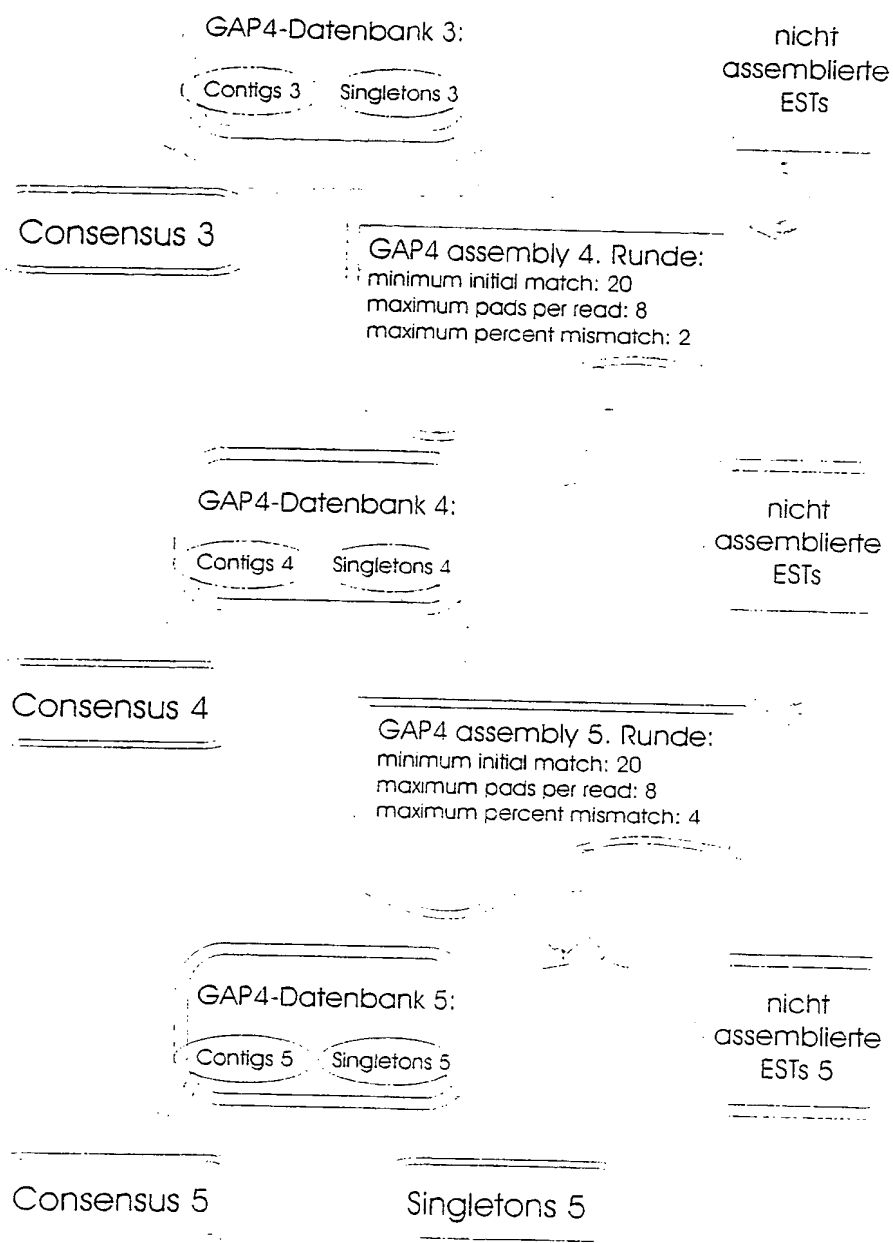 GAP4-Datenbank 3:
Contigs 3
Singletons 3
nicht
assemblierte
ESTs
Consensus 3
GAP4 assembly 4. Runde:
minimum initial match: 20
maximum pads per read: 8
maximum percent mismatch: 2
GAP4-Datenbank 4:
Contigs 4
Singletons 4
nicht
assemblierte
ESTs
Consensus 4
GAP4 assembly 5. Runde:
minimum initial match: 20
maximum pads per read: 8
maximum percent mismatch: 4
GAP4-Datenbank 5:
Contigs 5
Singletons 5
nicht
assemblierte
ESTs 5
Consensus 5
Singletons 5